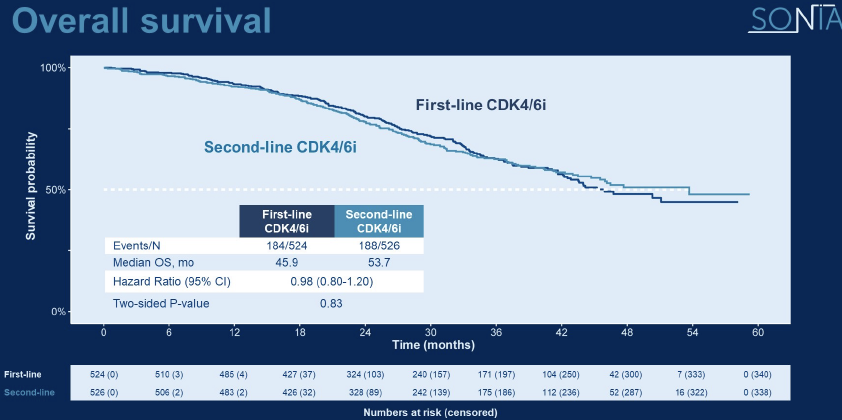 Overall survival
SONIA
100%
50%
0%
Survival probability
First-line CDK4/6i
Second-line CDK4/6i
First-line CDK4/6i Second-line CDK4/6i
Events/N 184/524 188/526
Median OS, mo 45.9 53.7
Hazard Ratio (95% CI) 0.98 (0.80-1.20)
Two-sided P-value 0.83
0 6 12 18 24 30 36 42 48 54 60
Time (months)
First-line 524 (0) 510 (3) 485 (4) 427 (37) 324 (103) 240 (157) 171 (197) 104 (250) 42 (300) 7 (333) 0 (340)
Second-line 526 (0) 506 (2) 483 (2) 426 (32) 328 (89) 242 (139) 175 (186) 112 (236) 52 (287) 16 (322) 0 (338)
Numbers at risk (censored)